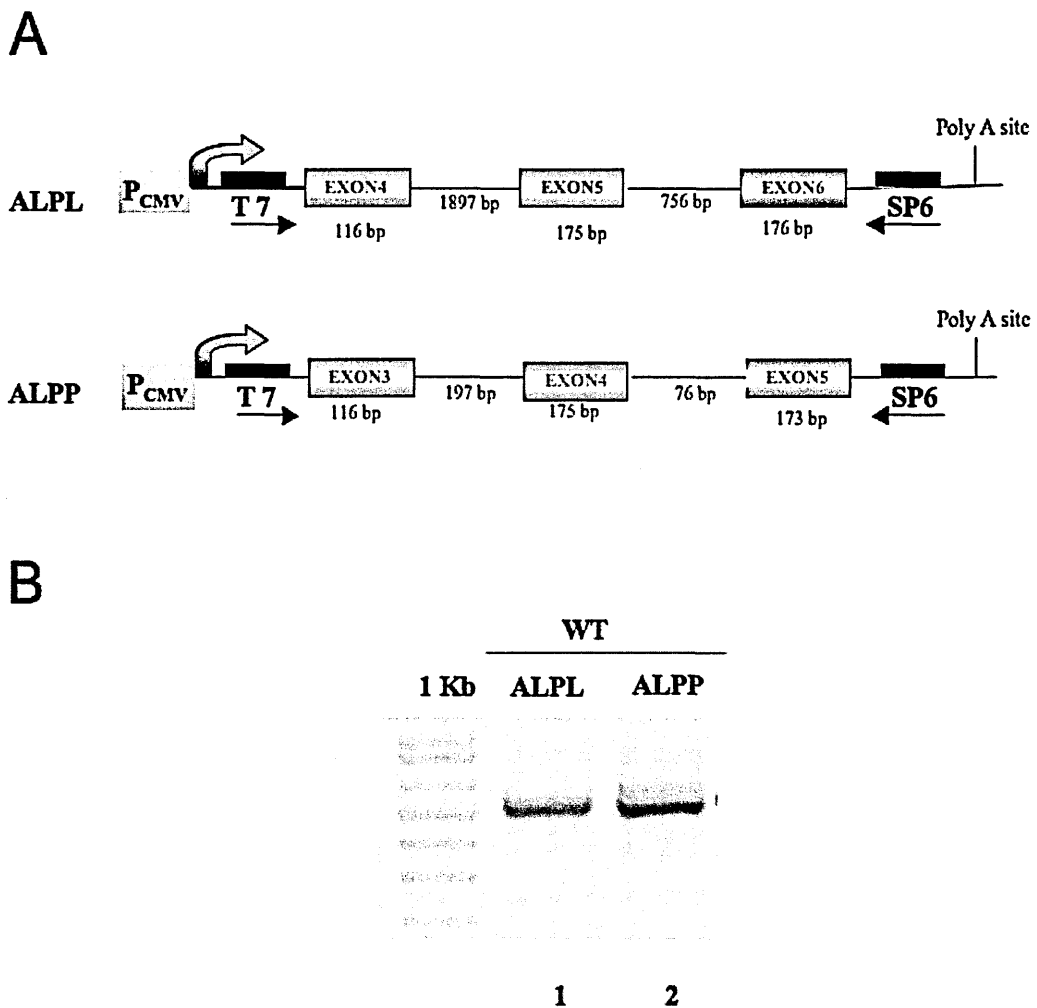 A
Poly A site
ALPL PCMV T 7 EXON4 1897 bp EXON5 756 bp EXON6 SP6
116 bp 175 bp 176 bp
Poly A site
ALPP PCMV T 7 EXON3 197 bp EXON4 76 bp EXON5 SP6
116 bp 175 bp 173 bp
B
WT
1 Kb ALPL ALPP
1 2